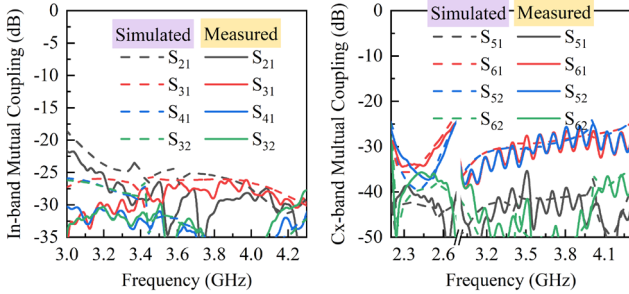 In-band Mutual Coupling (dB)
0
-5
-10
-15
-20
-25
-30
-35
Simulated Measured
S21 S21
S31 S31
S41 S41
S32 S32
3.0 3.2 3.4 3.6 3.8 4.0 4.2
Frequency (GHz)
Cx-band Mutual Coupling (dB)
0
-10
-20
-30
-40
-50
Simulated Measured
S51 S51
S61 S61
S52 S52
S62 S62
2.3 2.6 3.2 3.5 3.8 4.1
Frequency (GHz)